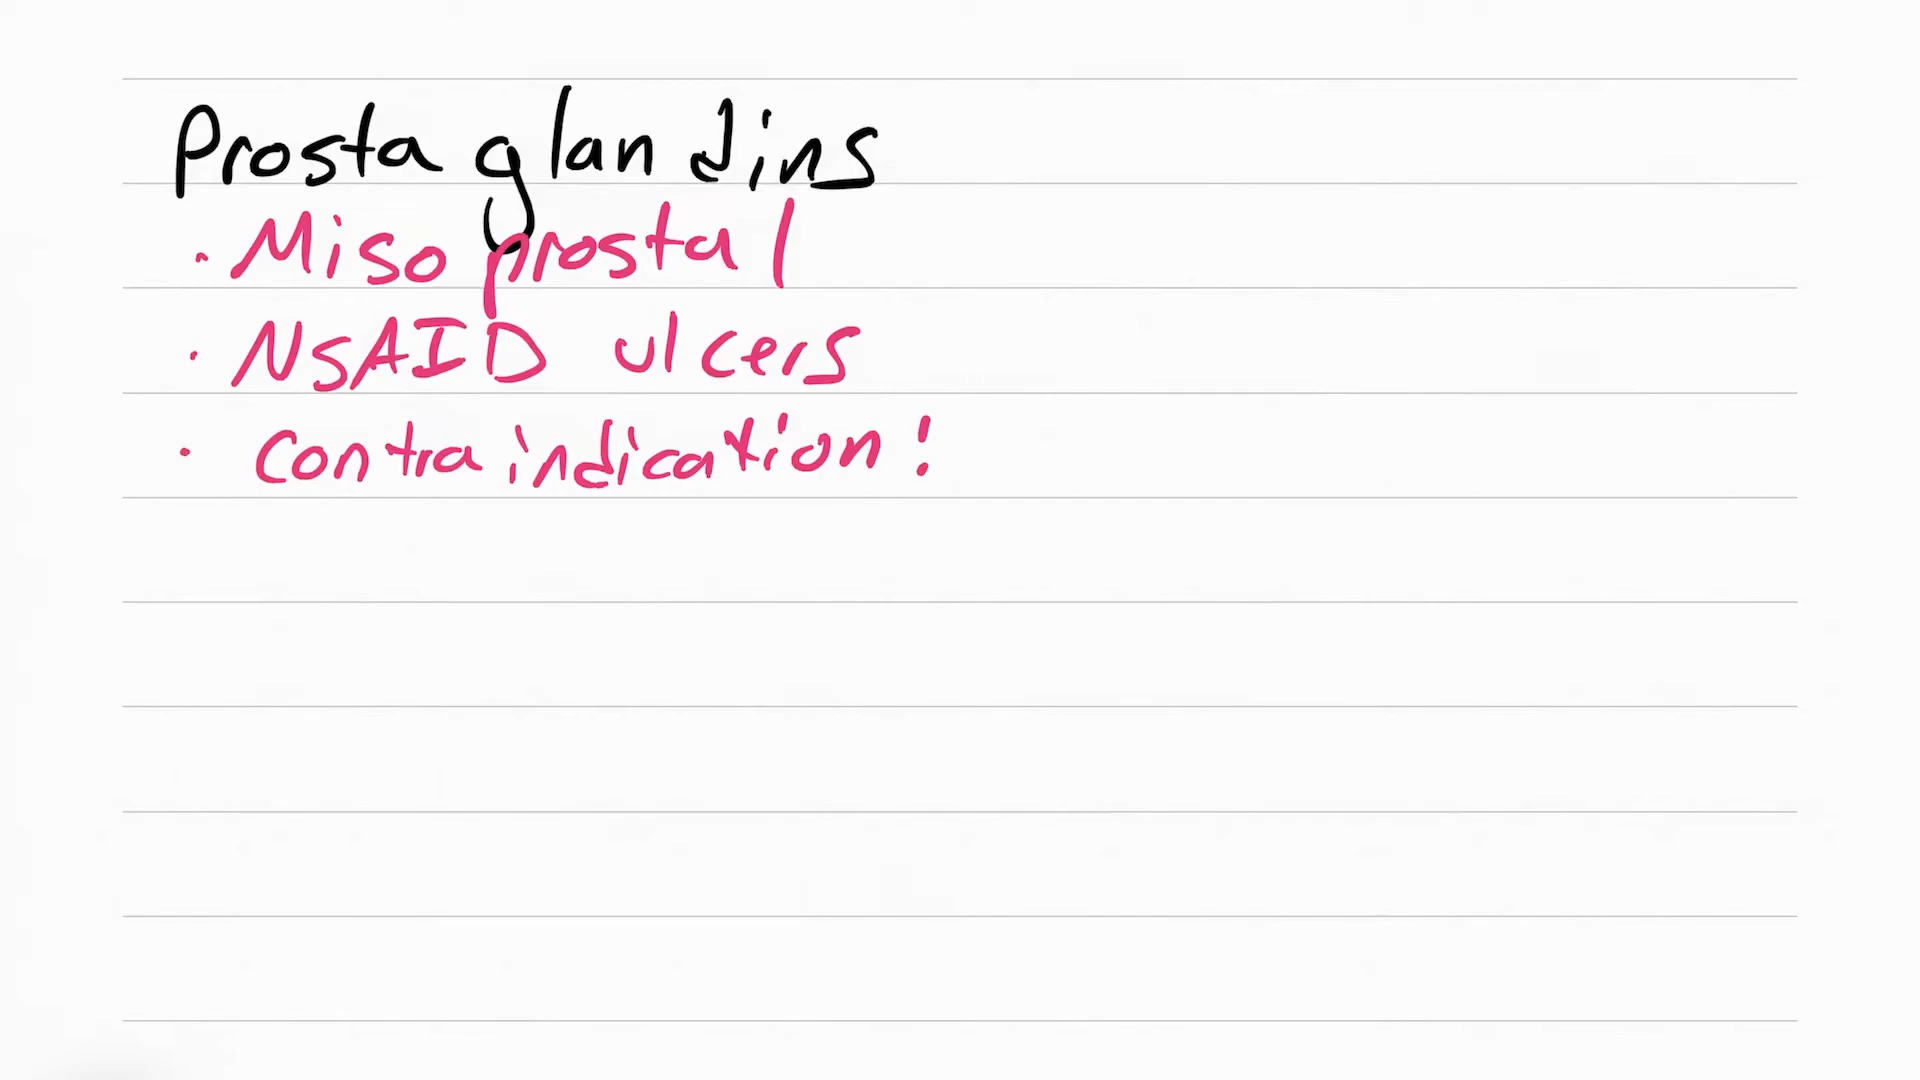 Prostaglandins
· Misoprostal
· NSAID ulcers
· Contraindication!